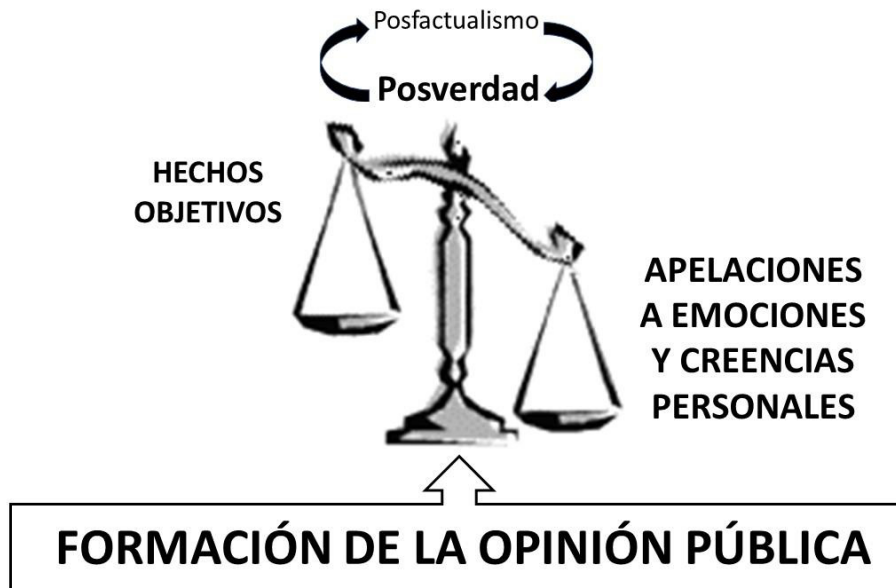 Posfactualismo
Posverdad
HECHOS
OBJETIVOS
APELACIONES
A EMOCIONES
Y CREENCIAS
PERSONALES
FORMACIÓN DE LA OPINIÓN PÚBLICA